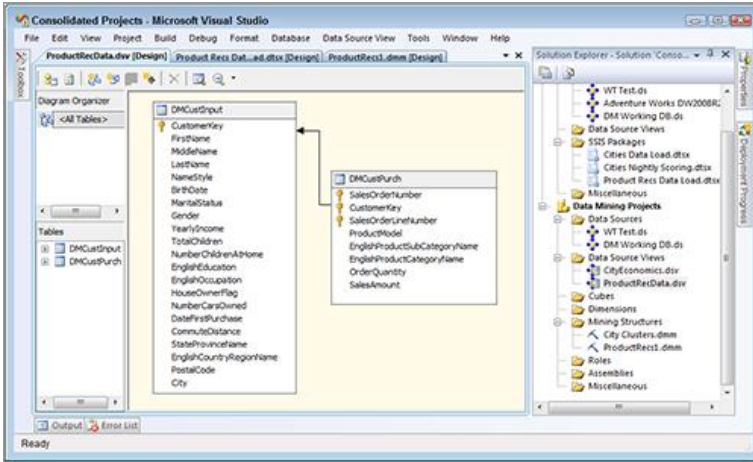 Consolidated Projects - Microsoft Visual Studio
File Edit View Project Build Debug Format Database Data Source View Tools Window Help
ProductRecData.dsv [Design] Product Recs Dat...ad.dtsx [Design] ProductRecs1.dmm [Design]
Toolbox
Diagram Organizer
<All Tables>
Tables
DMCustInput
DMCustPurch
DMCustInput
CustomerKey
FirstName
MiddleName
LastName
NameStyle
BirthDate
MaritalStatus
Gender
YearlyIncome
TotalChildren
NumberChildrenAtHome
EnglishEducation
EnglishOccupation
HouseOwnerFlag
NumberCarsOwned
DateFirstPurchase
CommuteDistance
StateProvinceName
EnglishCountryRegionName
PostalCode
City
DMCustPurch
SalesOrderNumber
CustomerKey
SalesOrderLineNumber
ProductModel
EnglishProductSubCategoryName
EnglishProductCategoryName
OrderQuantity
SalesAmount
Solution Explorer - Solution 'Conso...
WT Test.ds
Adventure Works DW2008R2
DM Working DB.ds
Data Source Views
SSIS Packages
Cities Data Load.dtsx
Cities Nightly Scoring.dtsx
Product Recs Data Load.dtsx
Miscellaneous
Data Mining Projects
Data Sources
WT Test.ds
DM Working DB.ds
Data Source Views
CityEconomics.dsv
ProductRecData.dsv
Cubes
Dimensions
Mining Structures
City Clusters.dmm
ProductRecs1.dmm
Roles
Assemblies
Miscellaneous
Properties
Deployment Progress
Output Error List
Ready